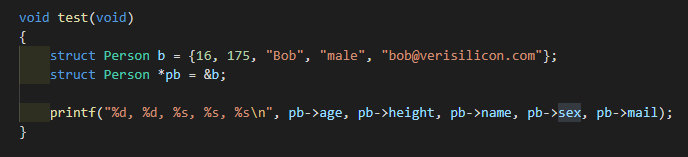 void test(void)
{
    struct Person b = {16, 175, "Bob", "male", "bob@verisilicon.com"};
    struct Person *pb = &b;
    printf("%d, %d, %s, %s, %s\n", pb->age, pb->height, pb->name, pb->sex, pb->mail);
}